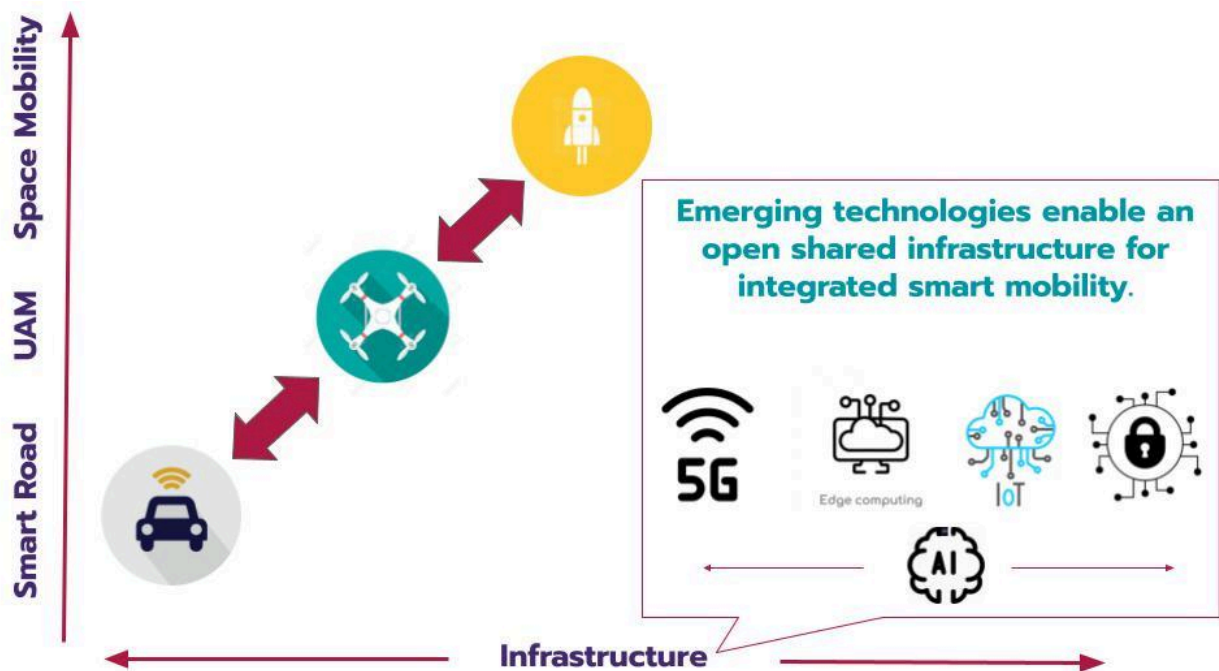 Space Mobility
UAM
Smart Road
Emerging technologies enable an
open shared infrastructure for
integrated smart mobility.
5G
Edge computing
IoT
AI
Infrastructure